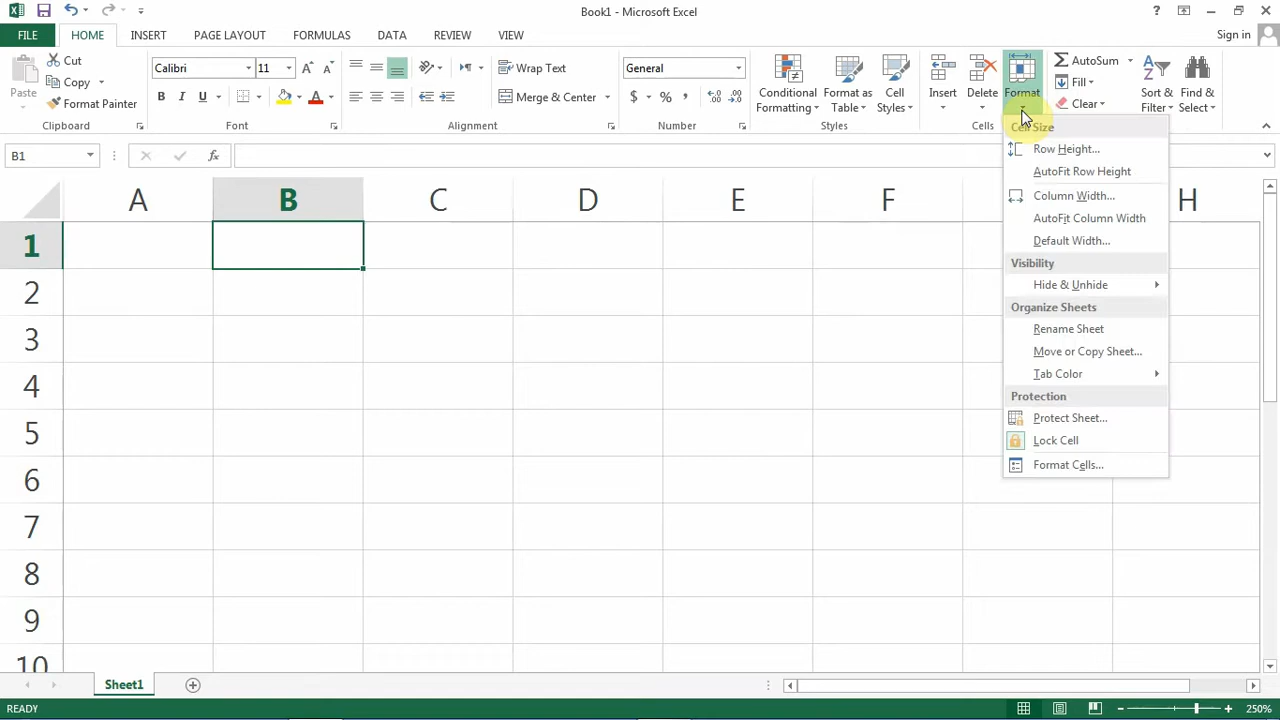 Book1 - Microsoft Excel
?
FILE HOME INSERT PAGE LAYOUT FORMULAS DATA REVIEW VIEW Sign in
Paste
Cut
Copy
Format Painter
Clipboard
Calibri 11
B I U A
Font
Wrap Text
Merge & Center
Alignment
General
$ % ,
Number
Conditional Formatting
Format as Table
Cell Styles
Styles
Insert
Delete
Format
Cells
AutoSum
Fill
Clear
Sort & Filter
Find & Select
B1
fx
A B C D E F H
1
2
3
4
5
6
7
8
9
10
Cell Size
Row Height...
AutoFit Row Height
Column Width...
AutoFit Column Width
Default Width...
Visibility
Hide & Unhide
Organize Sheets
Rename Sheet
Move or Copy Sheet...
Tab Color
Protection
Protect Sheet...
Lock Cell
Format Cells...
Sheet1
READY
250%